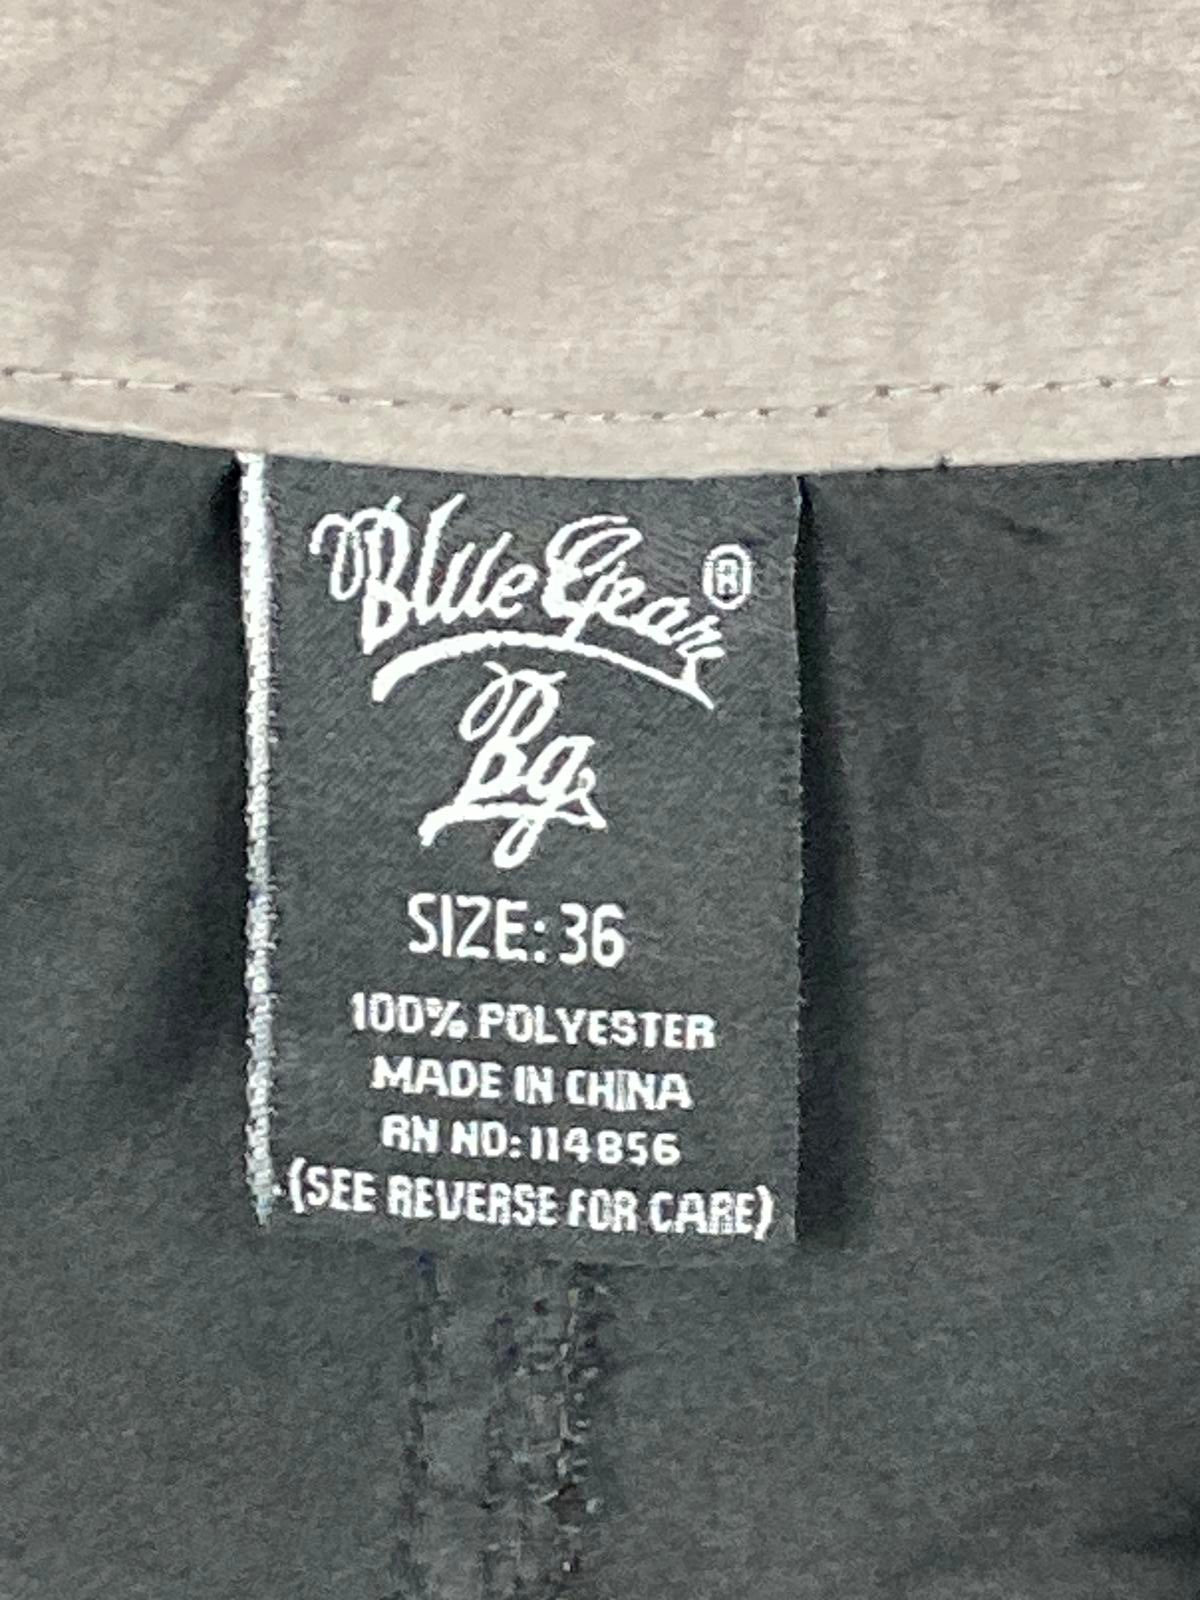 Blue Gear ®
Bg
SIZE: 36
100% POLYESTER
MADE IN CHINA
RN NO: 114856
(SEE REVERSE FOR CARE)